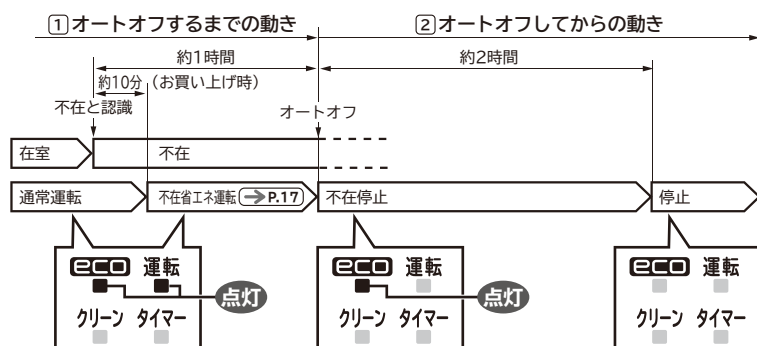 1 オートオフするまでの動き
2 オートオフしてからの動き
約1時間
約2時間
約10分（お買い上げ時）
不在と認識
オートオフ
在室
不在
通常運転
不在省エネ運転 ➔ P.17
不在停止
停止
eco 運転
点灯
クリーン タイマー
eco 運転
点灯
クリーン タイマー
eco 運転
クリーン タイマー